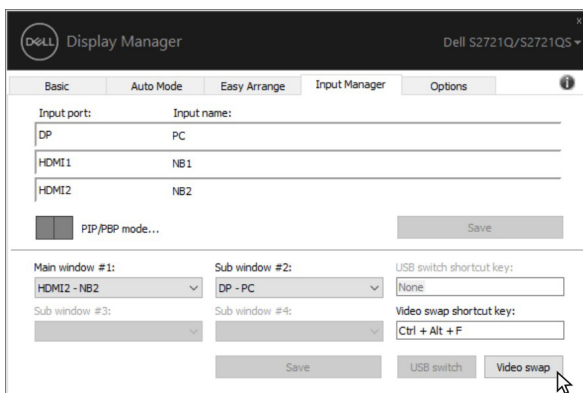 DELL Display Manager Dell S2721Q/S2721QS
Basic Auto Mode Easy Arrange Input Manager Options
Input port: Input name:
DP PC
HDMI1 NB1
HDMI2 NB2
PIP/PBP mode... Save
Main window #1: Sub window #2: USB switch shortcut key:
HDMI2 - NB2 DP - PC None
Sub window #3: Sub window #4: Video swap shortcut key:
Ctrl + Alt + F
Save USB switch Video swap